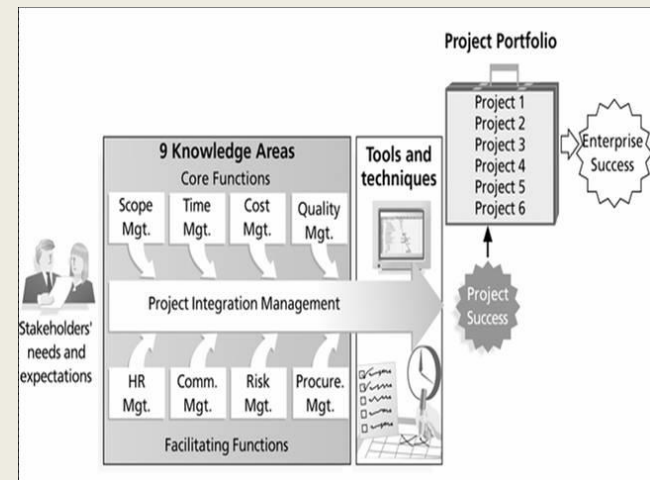 Project Portfolio
Project 1
Project 2
Project 3
Project 4
Project 5
Project 6
Enterprise
Success
9 Knowledge Areas
Core Functions
Scope
Mgt.
Time
Mgt.
Cost
Mgt.
Quality
Mgt.
Tools and
techniques
Project Integration Management
Project
Success
Stakeholders'
needs and
expectations
HR
Mgt.
Comm.
Mgt.
Risk
Mgt.
Procure.
Mgt.
Facilitating Functions